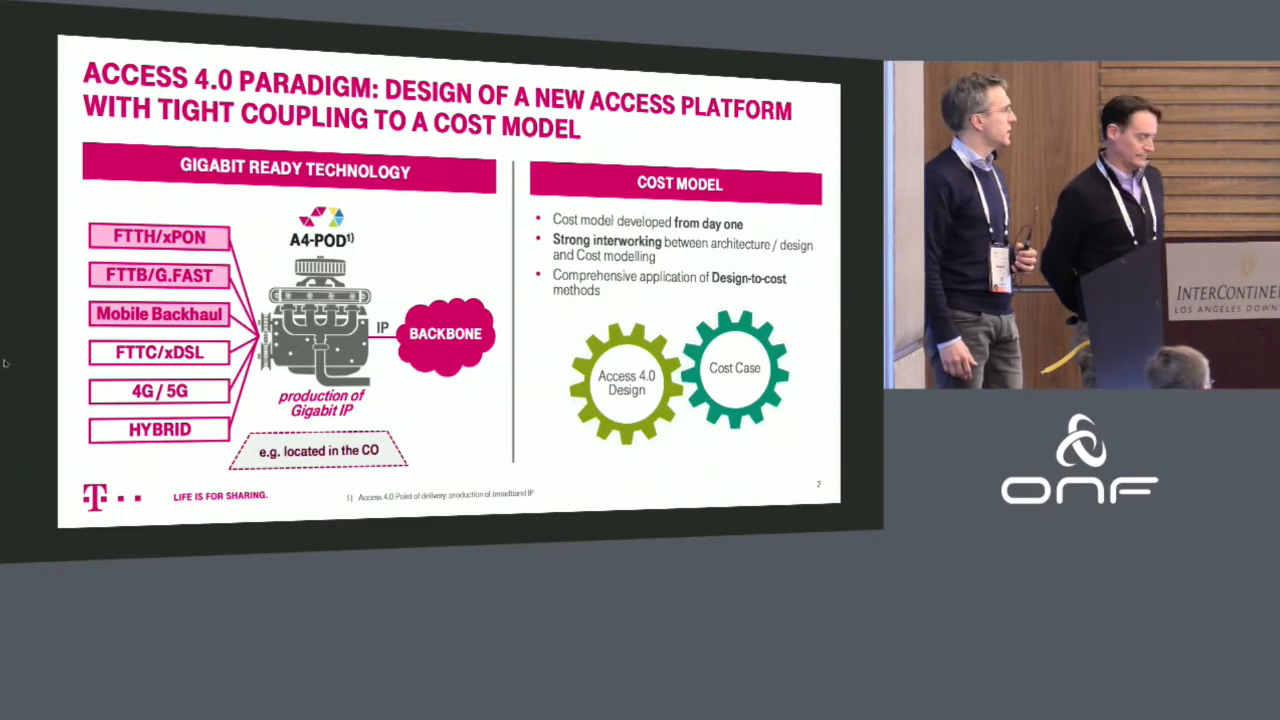 ACCESS 4.0 PARADIGM: DESIGN OF A NEW ACCESS PLATFORM
WITH TIGHT COUPLING TO A COST MODEL
GIGABIT READY TECHNOLOGY
A4-POD1)
FTTH/xPON
FTTB/G.FAST
Mobile Backhaul
FTTC/xDSL
4G / 5G
HYBRID
IP
BACKBONE
production of
Gigabit IP
e.g. located in the CO
COST MODEL
• Cost model developed from day one
• Strong interworking between architecture / design
and Cost modelling
• Comprehensive application of Design-to-cost
methods
Access 4.0
Design
Cost Case
T
LIFE IS FOR SHARING.
1) Access 4.0 Point of delivery: production of broadband IP
2
INTERCONTINE
LOS ANGELES DOWN
ONF